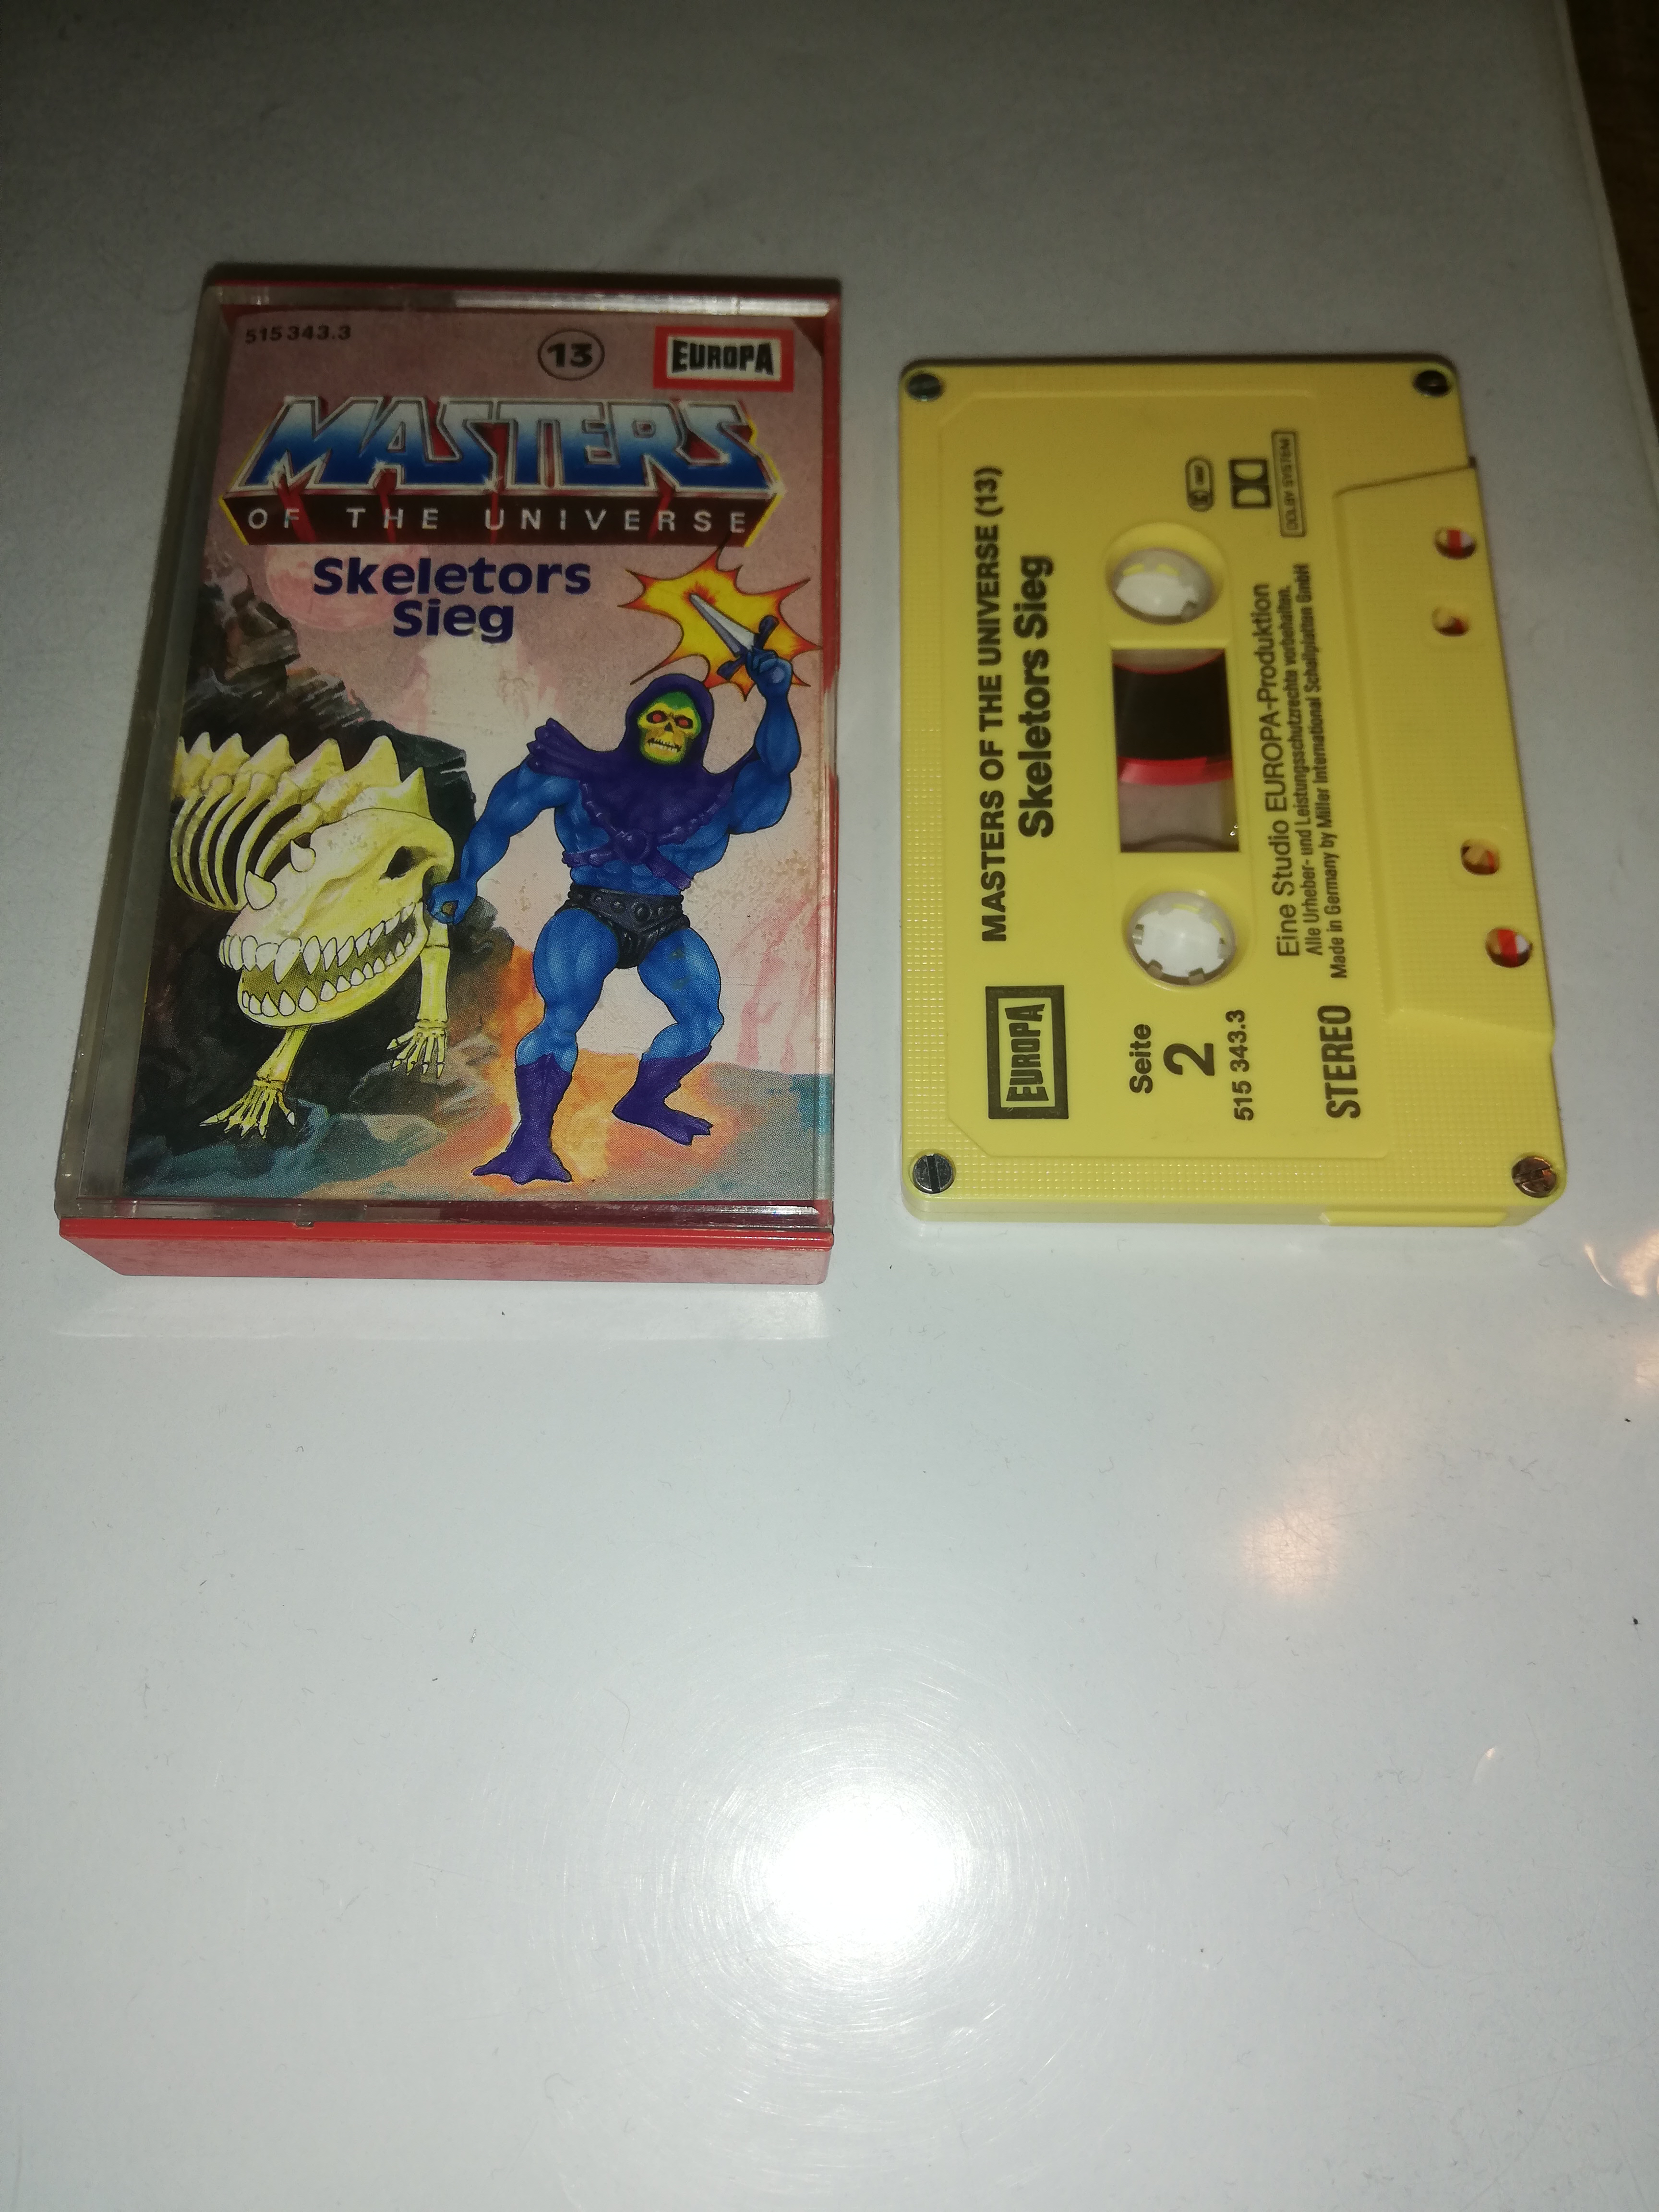 515 343.3
13
EUROPA
MASTERS
OF THE UNIVERSE
Skeletors
Sieg
MASTERS OF THE UNIVERSE (13)
Skeletors Sieg
EUROPA
Seite
2
515 343.3
STEREO
DOLBY SYSTEM
Eine Studio EUROPA-Produktion
Alle Urheber- und Leistungsschutzrechte vorbehalten.
Made in Germany by Miller International Schallplatten GmbH